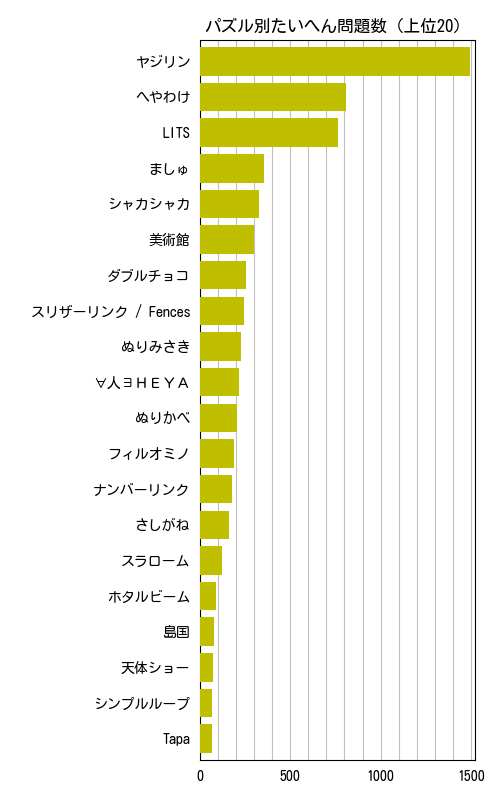 パズル別たいへん問題数 (上位20)
ヤジリン
へやわけ
LITS
ましゅ
シャカシャカ
美術館
ダブルチョコ
スリザーリンク / Fences
ぬりみさき
∀人∃ＨＥＹＡ
ぬりかべ
フィルオミノ
ナンバーリンク
さしがね
スラローム
ホタルビーム
島国
天体ショー
シンプルループ
Tapa
0 500 1000 1500